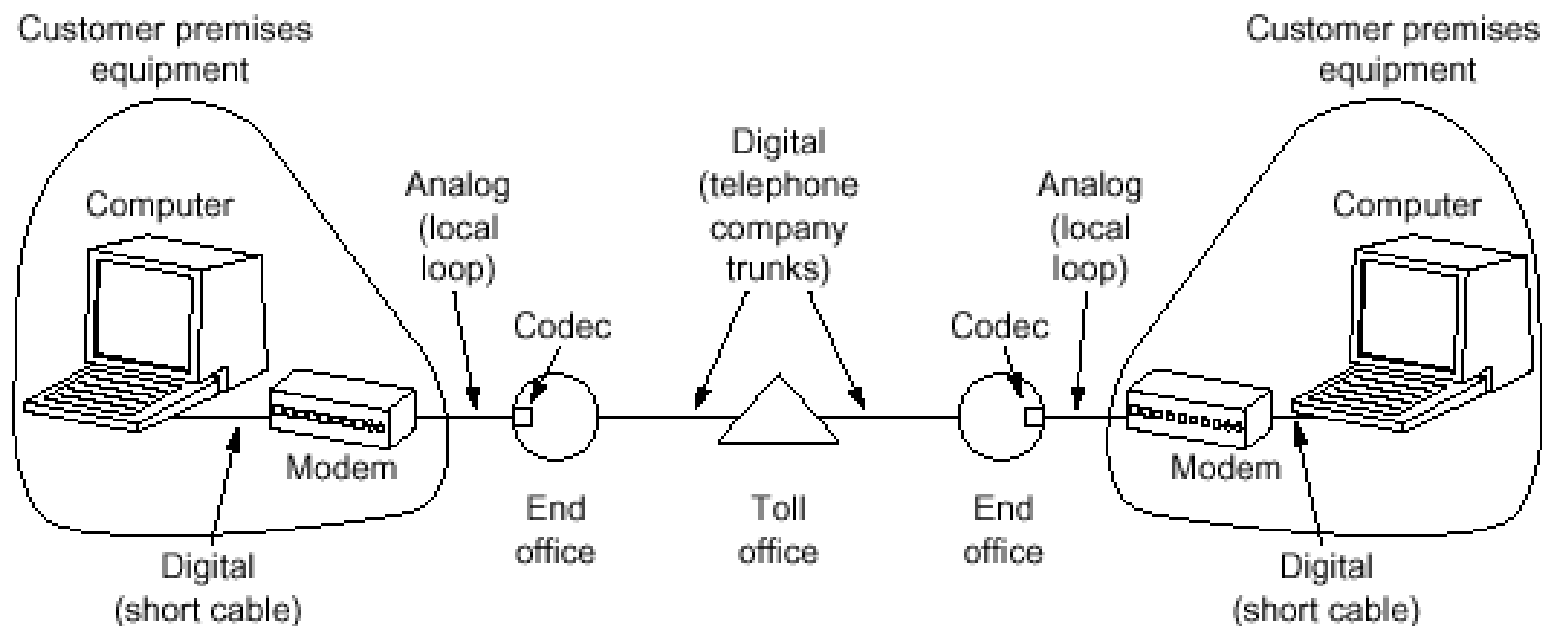 Customer premises
equipment
Customer premises
equipment
Digital
(telephone
company
trunks)
Analog
(local
loop)
Analog
(local
loop)
Computer
Computer
Codec
Codec
Modem
Modem
End
office
Toll
office
End
office
Digital
(short cable)
Digital
(short cable)